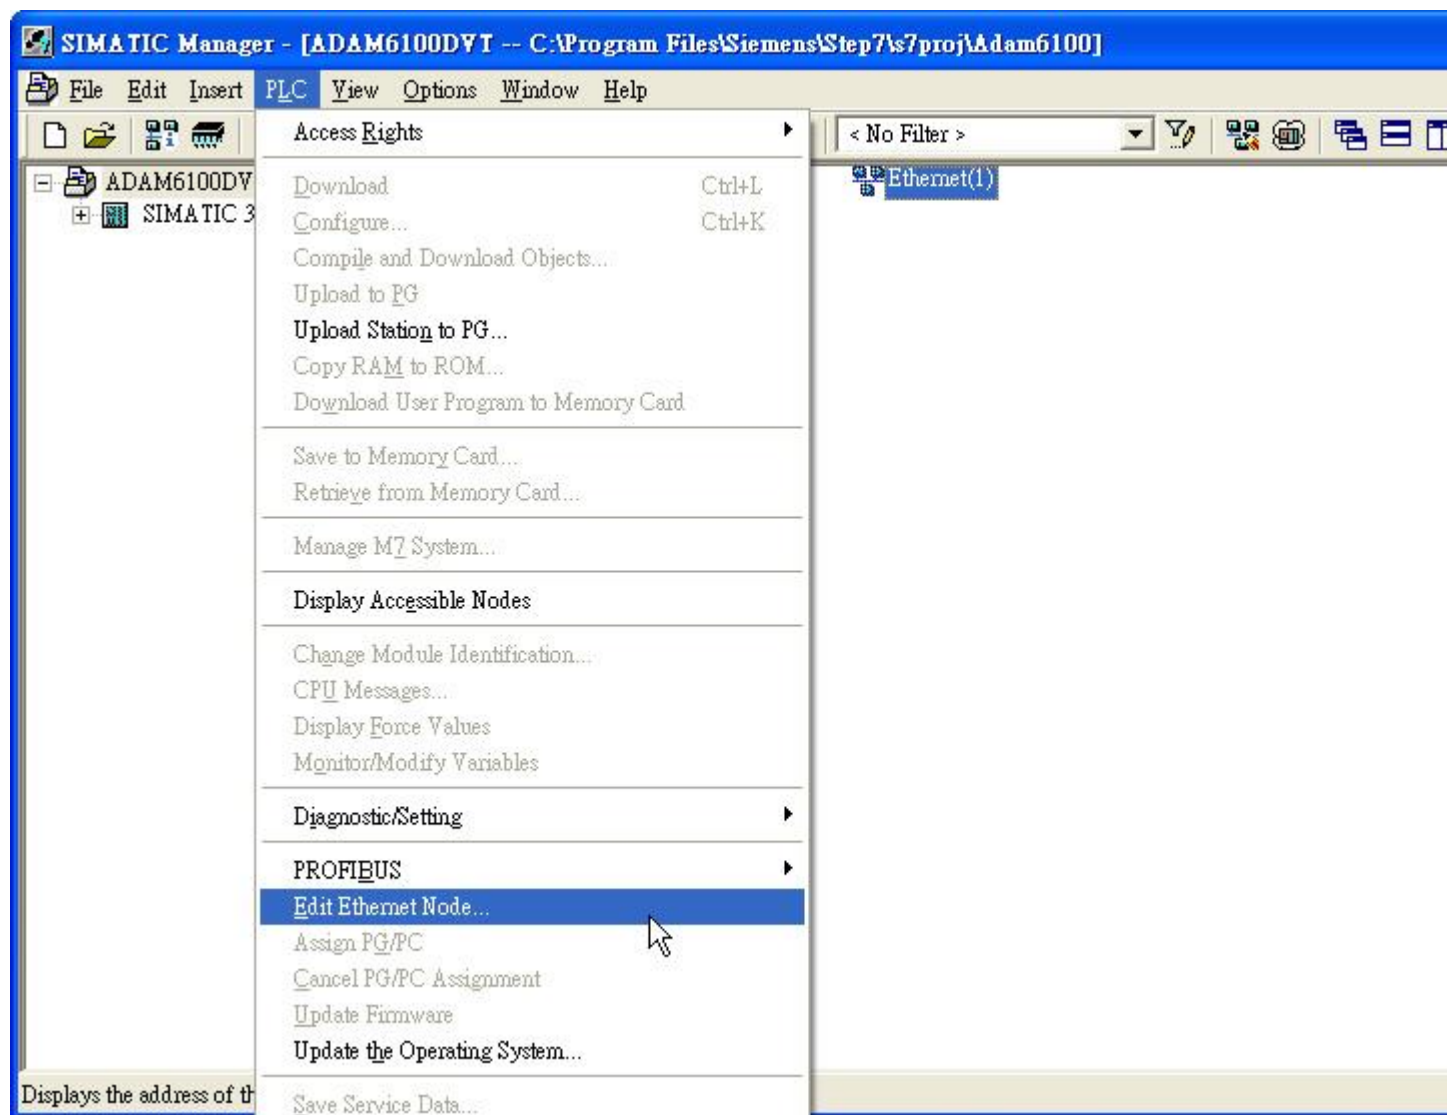 SIMATIC Manager - [ADAM6100DVT -- C:\Program Files\Siemens\Step7\s7proj\Adam6100]
File Edit Insert PLC View Options Window Help
Access Rights
< No Filter >
ADAM6100DV
Ethernet(1)
SIMATIC 3
Download Ctrl+L
Configure... Ctrl+K
Compile and Download Objects...
Upload to PG
Upload Station to PG...
Copy RAM to ROM...
Download User Program to Memory Card
Save to Memory Card...
Retrieve from Memory Card...
Manage M7 System...
Display Accessible Nodes
Change Module Identification...
CPU Messages...
Display Force Values
Monitor/Modify Variables
Diagnostic/Setting
PROFIBUS
Edit Ethernet Node...
Assign PG/PC
Cancel PG/PC Assignment
Update Firmware
Update the Operating System...
Save Service Data...
Displays the address of th